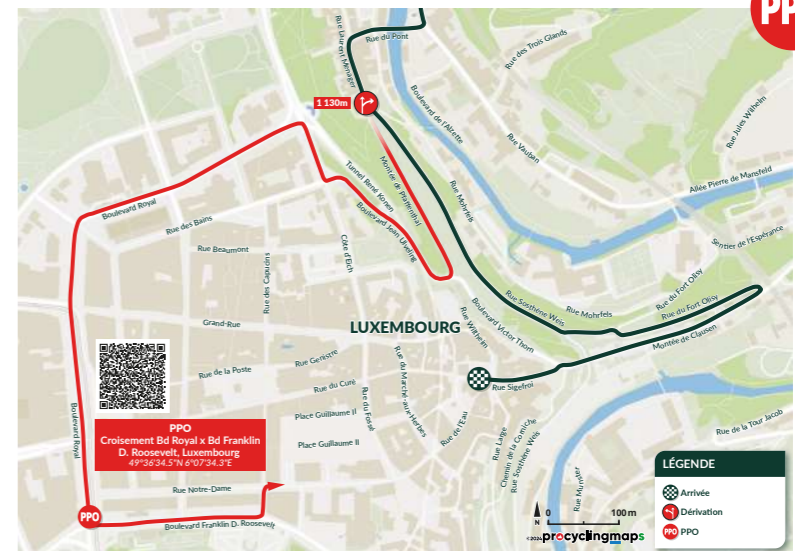 PPO
Rue du Pont
Rue des Trois Glands
Rue Laurent Menager
1 130m
Boulevard de l'Alzette
Rue Vauban
Rue Jules Wilhelm
Allée Pierre de Mansfeld
Montée de Pfaffenthal
Tunnel René Konen
Boulevard Jean Ulveling
Rue Mohrfels
Boulevard Royal
Rue des Bains
Rue Beaumont
Côte d'Eich
Rue des Capucins
Sentier de l'Espérance
Rue du Fort Olisy
Rue du Fort Olisy
Rue Sosthène Weis
Rue Mohrfels
Montée de Clausen
Grand-Rue
LUXEMBOURG
Rue Wiltheim
Boulevard Victor Thorn
Rue Genistre
Rue de la Poste
Rue du Curé
Rue du Marché-aux-Herbes
Rue Sigefroi
Place Guillaume II
Rue du Fossé
Rue de l'Eau
Place Guillaume II
Rue Large
Chemin de la Corniche
Rue Sosthène Weis
Rue Munster
Rue de la Tour Jacob
Boulevard Royal
PPO
Croisement Bd Royal x Bd Franklin
D. Roosevelt, Luxembourg
49°36'34.5"N 6°07'34.3"E
Rue Notre-Dame
PPO
Boulevard Franklin D. Roosevelt
LÉGENDE
Arrivée
Dérivation
PPO PPO
N
0 100m
©2024 procyclingmaps